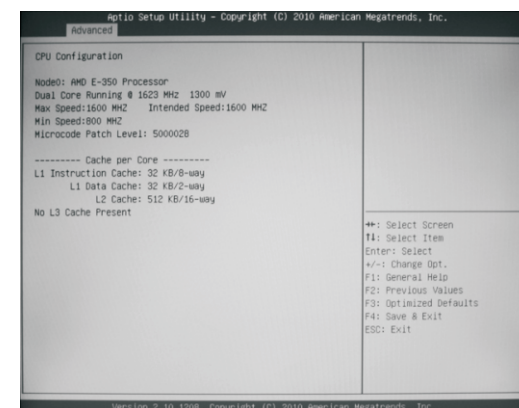 Aptio Setup Utility – Copyright (C) 2010 American Megatrends, Inc.
Advanced
CPU Configuration
Node0: AMD E-350 Processor
Dual Core Running @ 1623 MHz 1300 mV
Max Speed:1600 MHZ Intended Speed:1600 MHZ
Min Speed:800 MHZ
Microcode Patch Level: 5000028
--------- Cache per Core ---------
L1 Instruction Cache: 32 KB/8-way
L1 Data Cache: 32 KB/2-way
L2 Cache: 512 KB/16-way
No L3 Cache Present
→←: Select Screen
↑↓: Select Item
Enter: Select
+/-: Change Opt.
F1: General Help
F2: Previous Values
F3: Optimized Defaults
F4: Save & Exit
ESC: Exit
Version 2.10.1208. Copyright (C) 2010 American Megatrends, Inc.